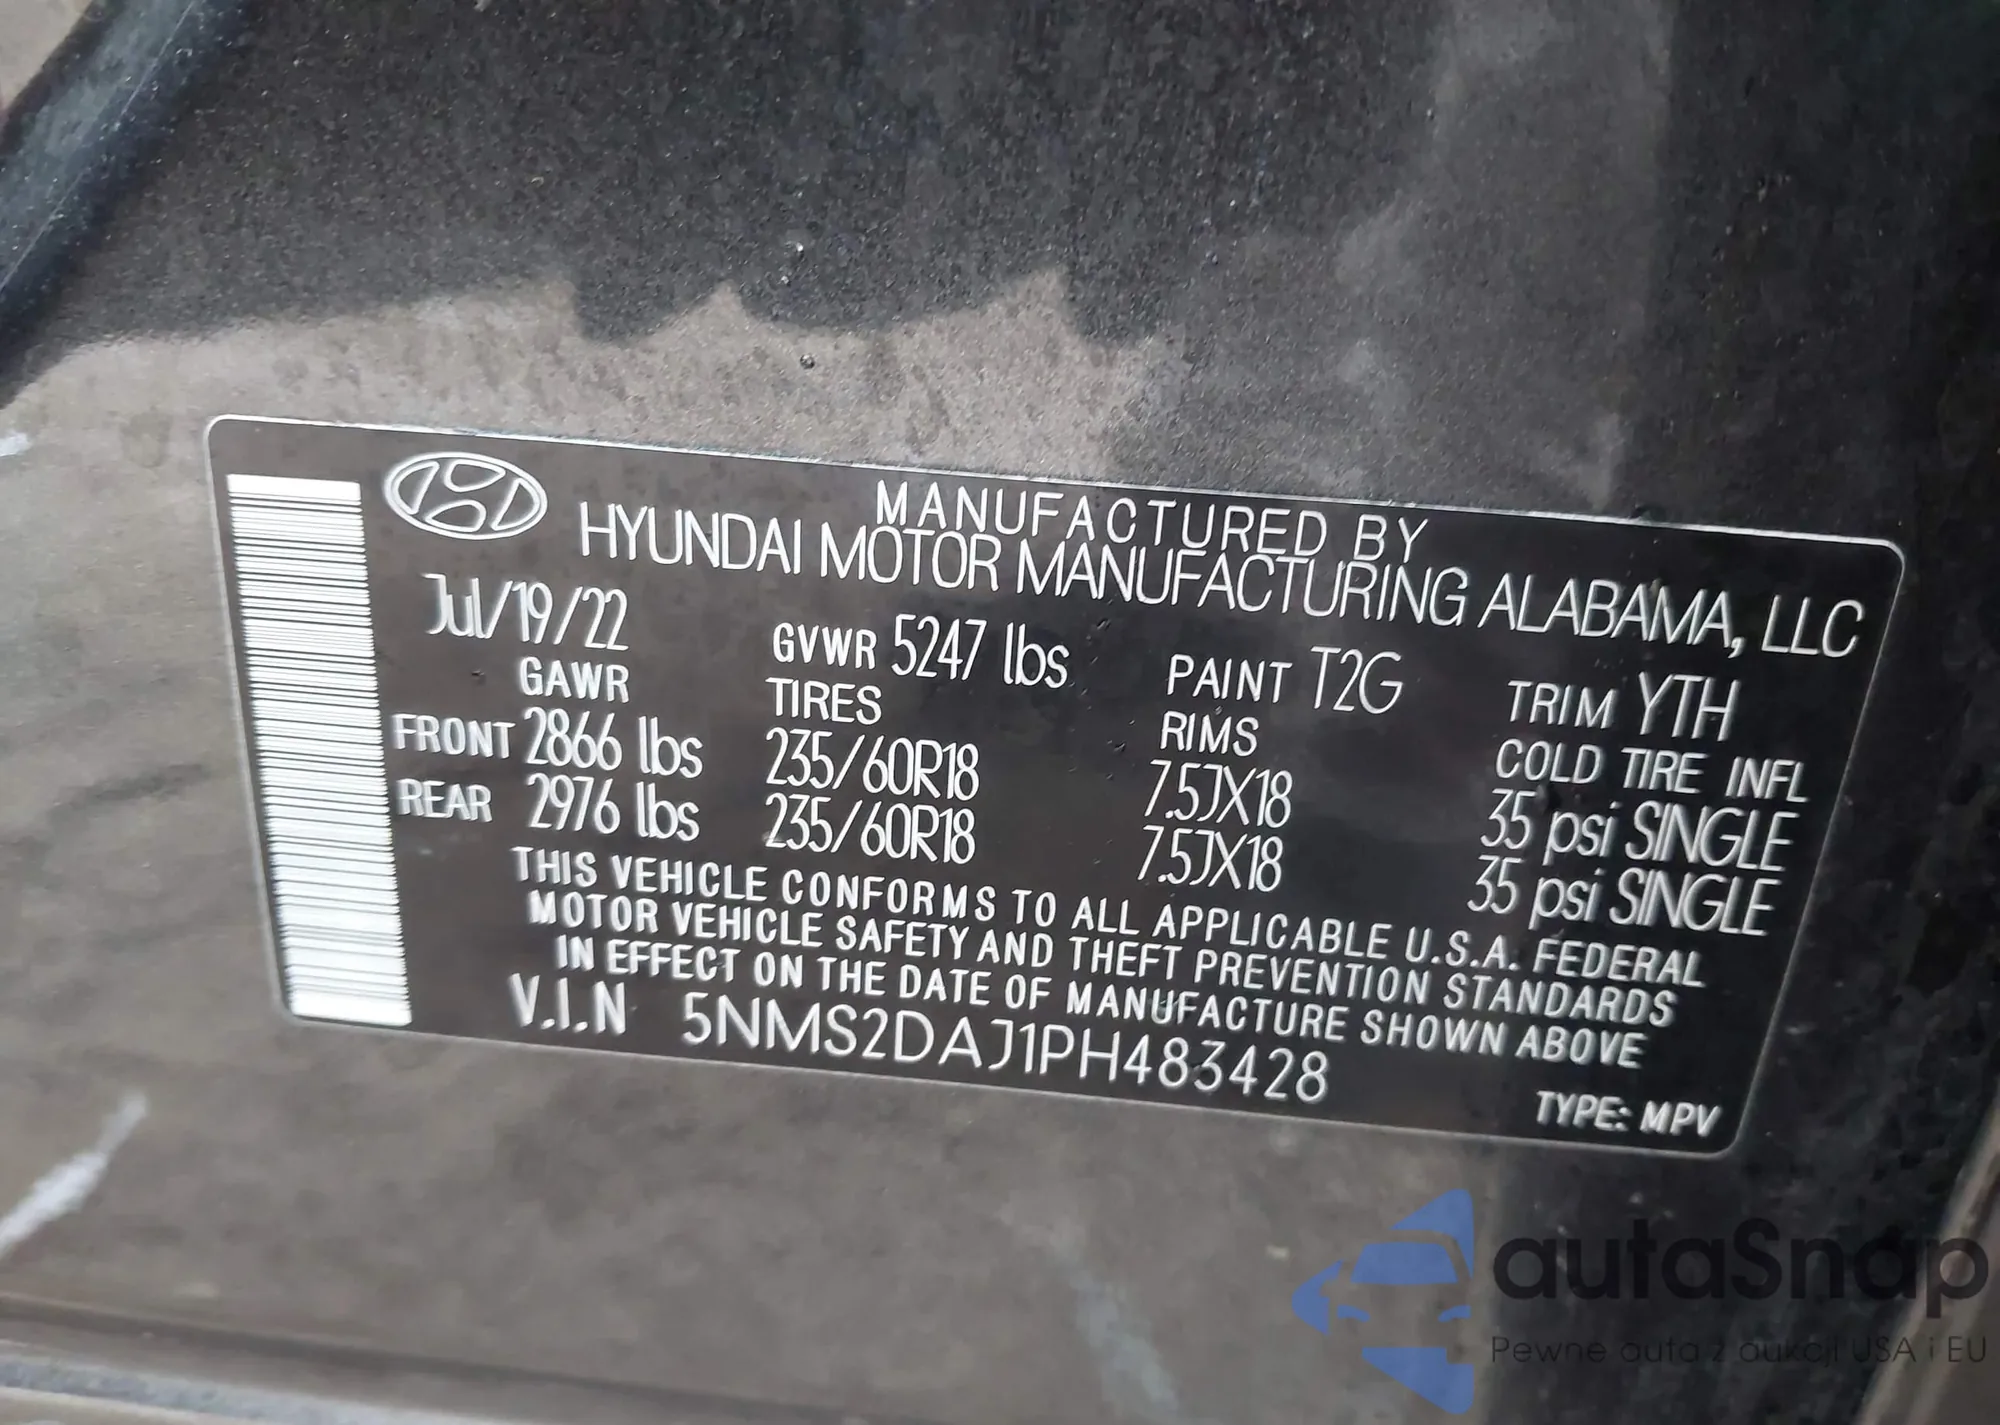 MANUFACTURED BY
HYUNDAI MOTOR MANUFACTURING ALABAMA, LLC
Jul/19/22 GVWR 5247 lbs PAINT T2G TRIM YTH
GAWR TIRES RIMS COLD TIRE INFL
FRONT 2866 lbs 235/60R18 7.5JX18 35 psi SINGLE
REAR 2976 lbs 235/60R18 7.5JX18 35 psi SINGLE
THIS VEHICLE CONFORMS TO ALL APPLICABLE U.S.A. FEDERAL
MOTOR VEHICLE SAFETY AND THEFT PREVENTION STANDARDS
IN EFFECT ON THE DATE OF MANUFACTURE SHOWN ABOVE
V.I.N 5NMS2DAJ1PH483428
TYPE: MPV
autaSnap
Pewne auta z aukcji USA i EU